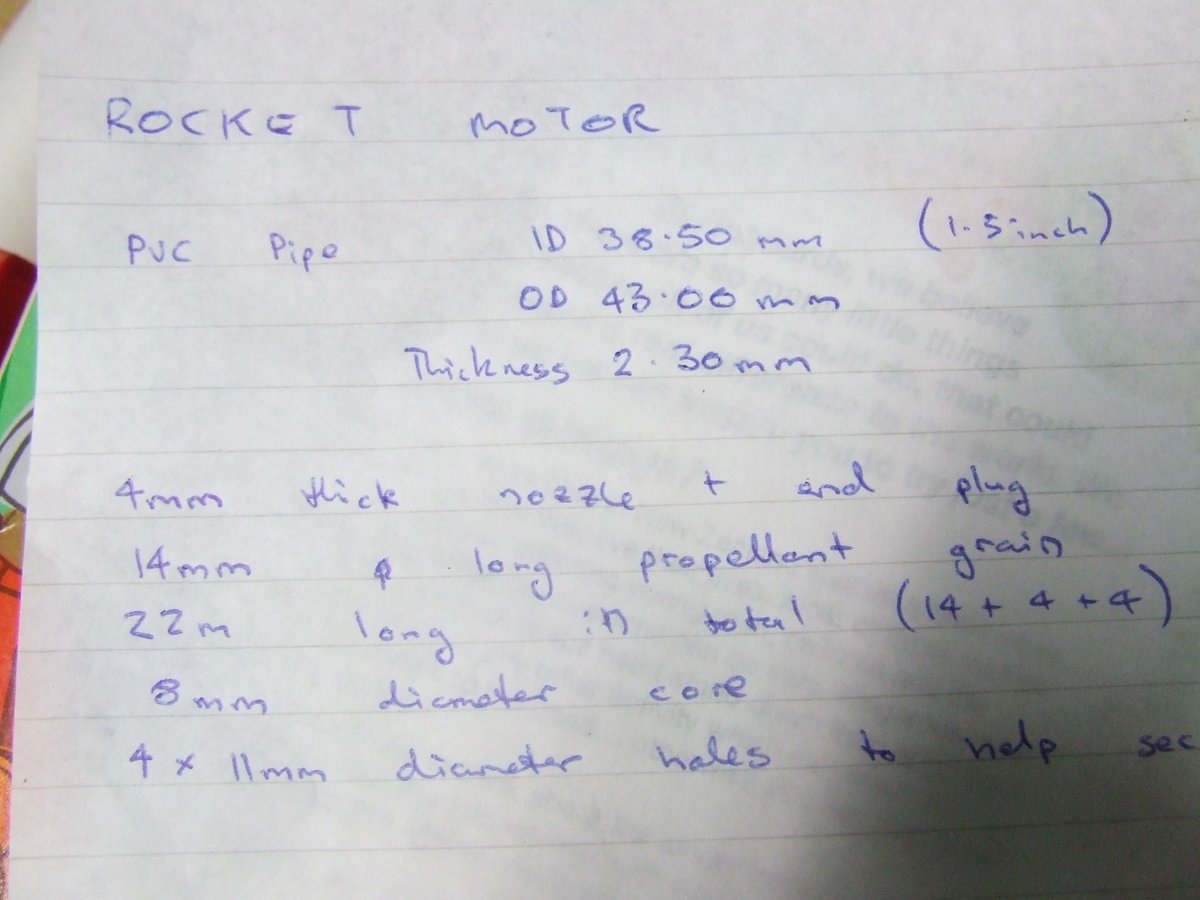 ROCKET MOTOR
PVC Pipe ID 38.50 mm (1.5 inch)
OD 43.00 mm
Thickness 2.30 mm
4mm thick nozzle + end plug
14mm long propellant grain
22m long in total (14 + 4 + 4)
8mm diameter core
4 x 11mm diameter holes to help sec